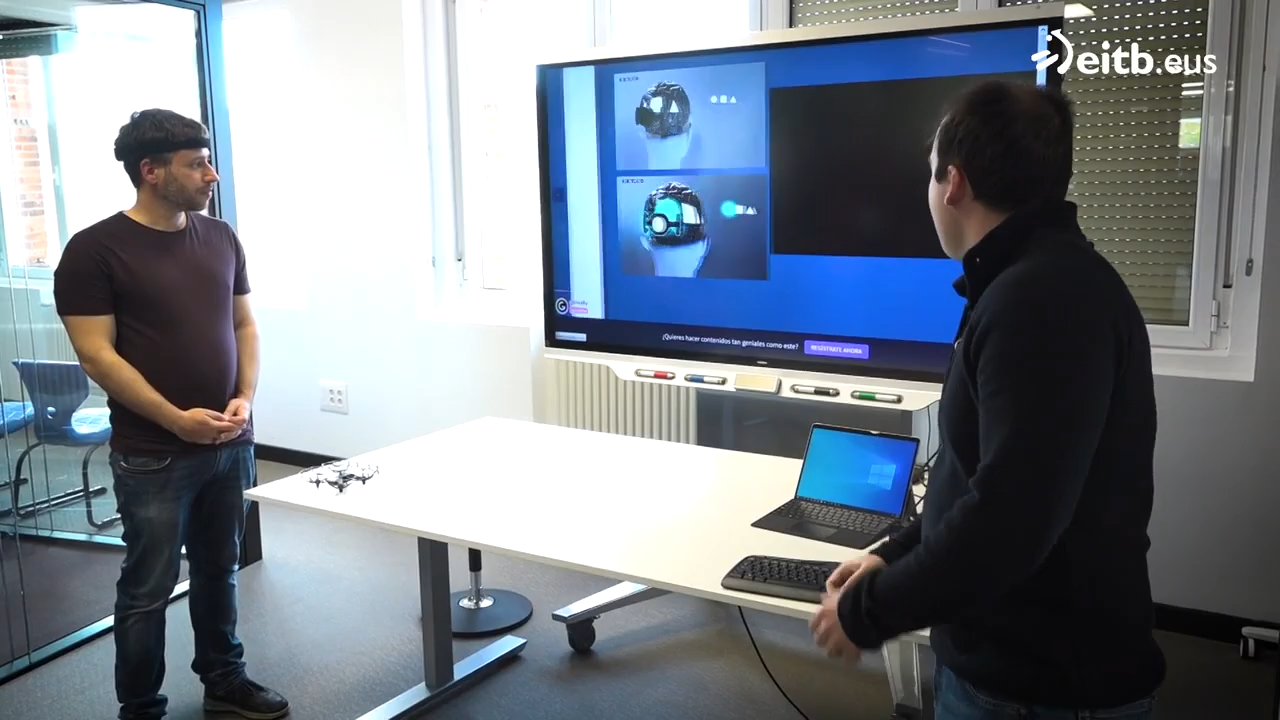 eitb.eus
¿Quieres hacer contenidos tan geniales como este?
REGÍSTRATE AHORA